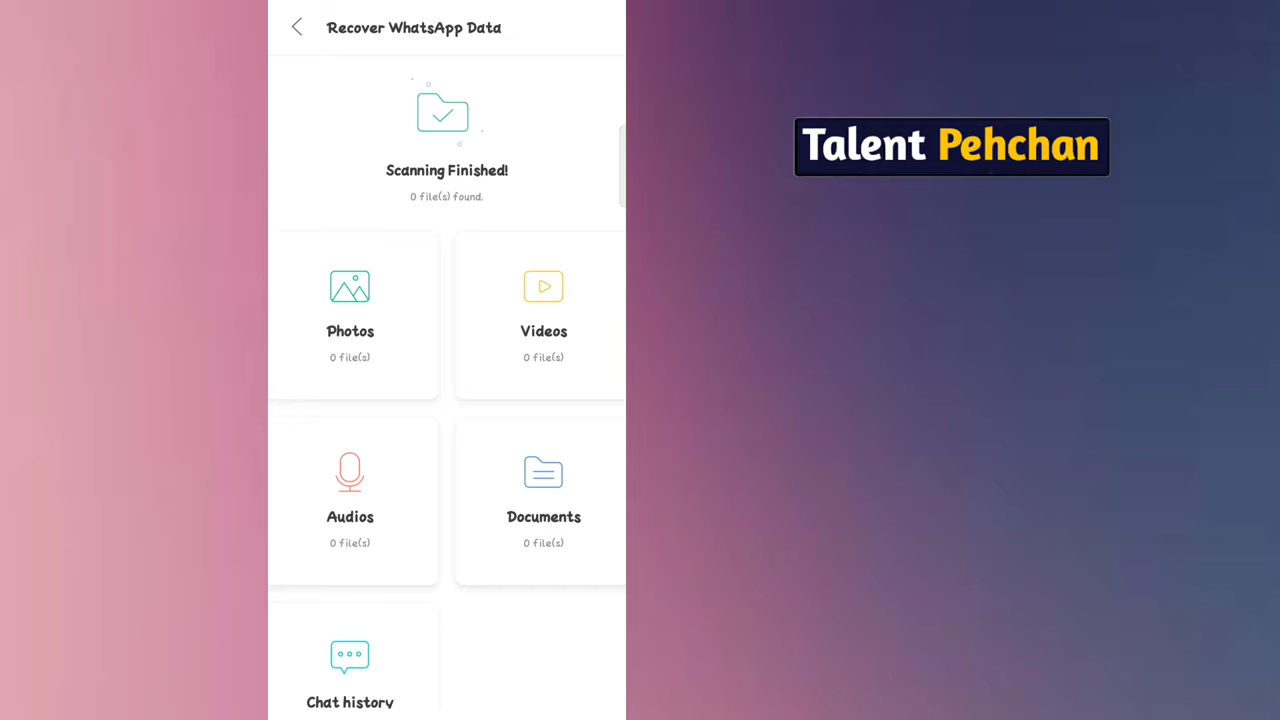 Recover WhatsApp Data
Talent Pehchan
Scanning Finished!
0 file(s) found.
Photos
0 file(s)
Videos
0 file(s)
Audios
0 file(s)
Documents
0 file(s)
Chat history